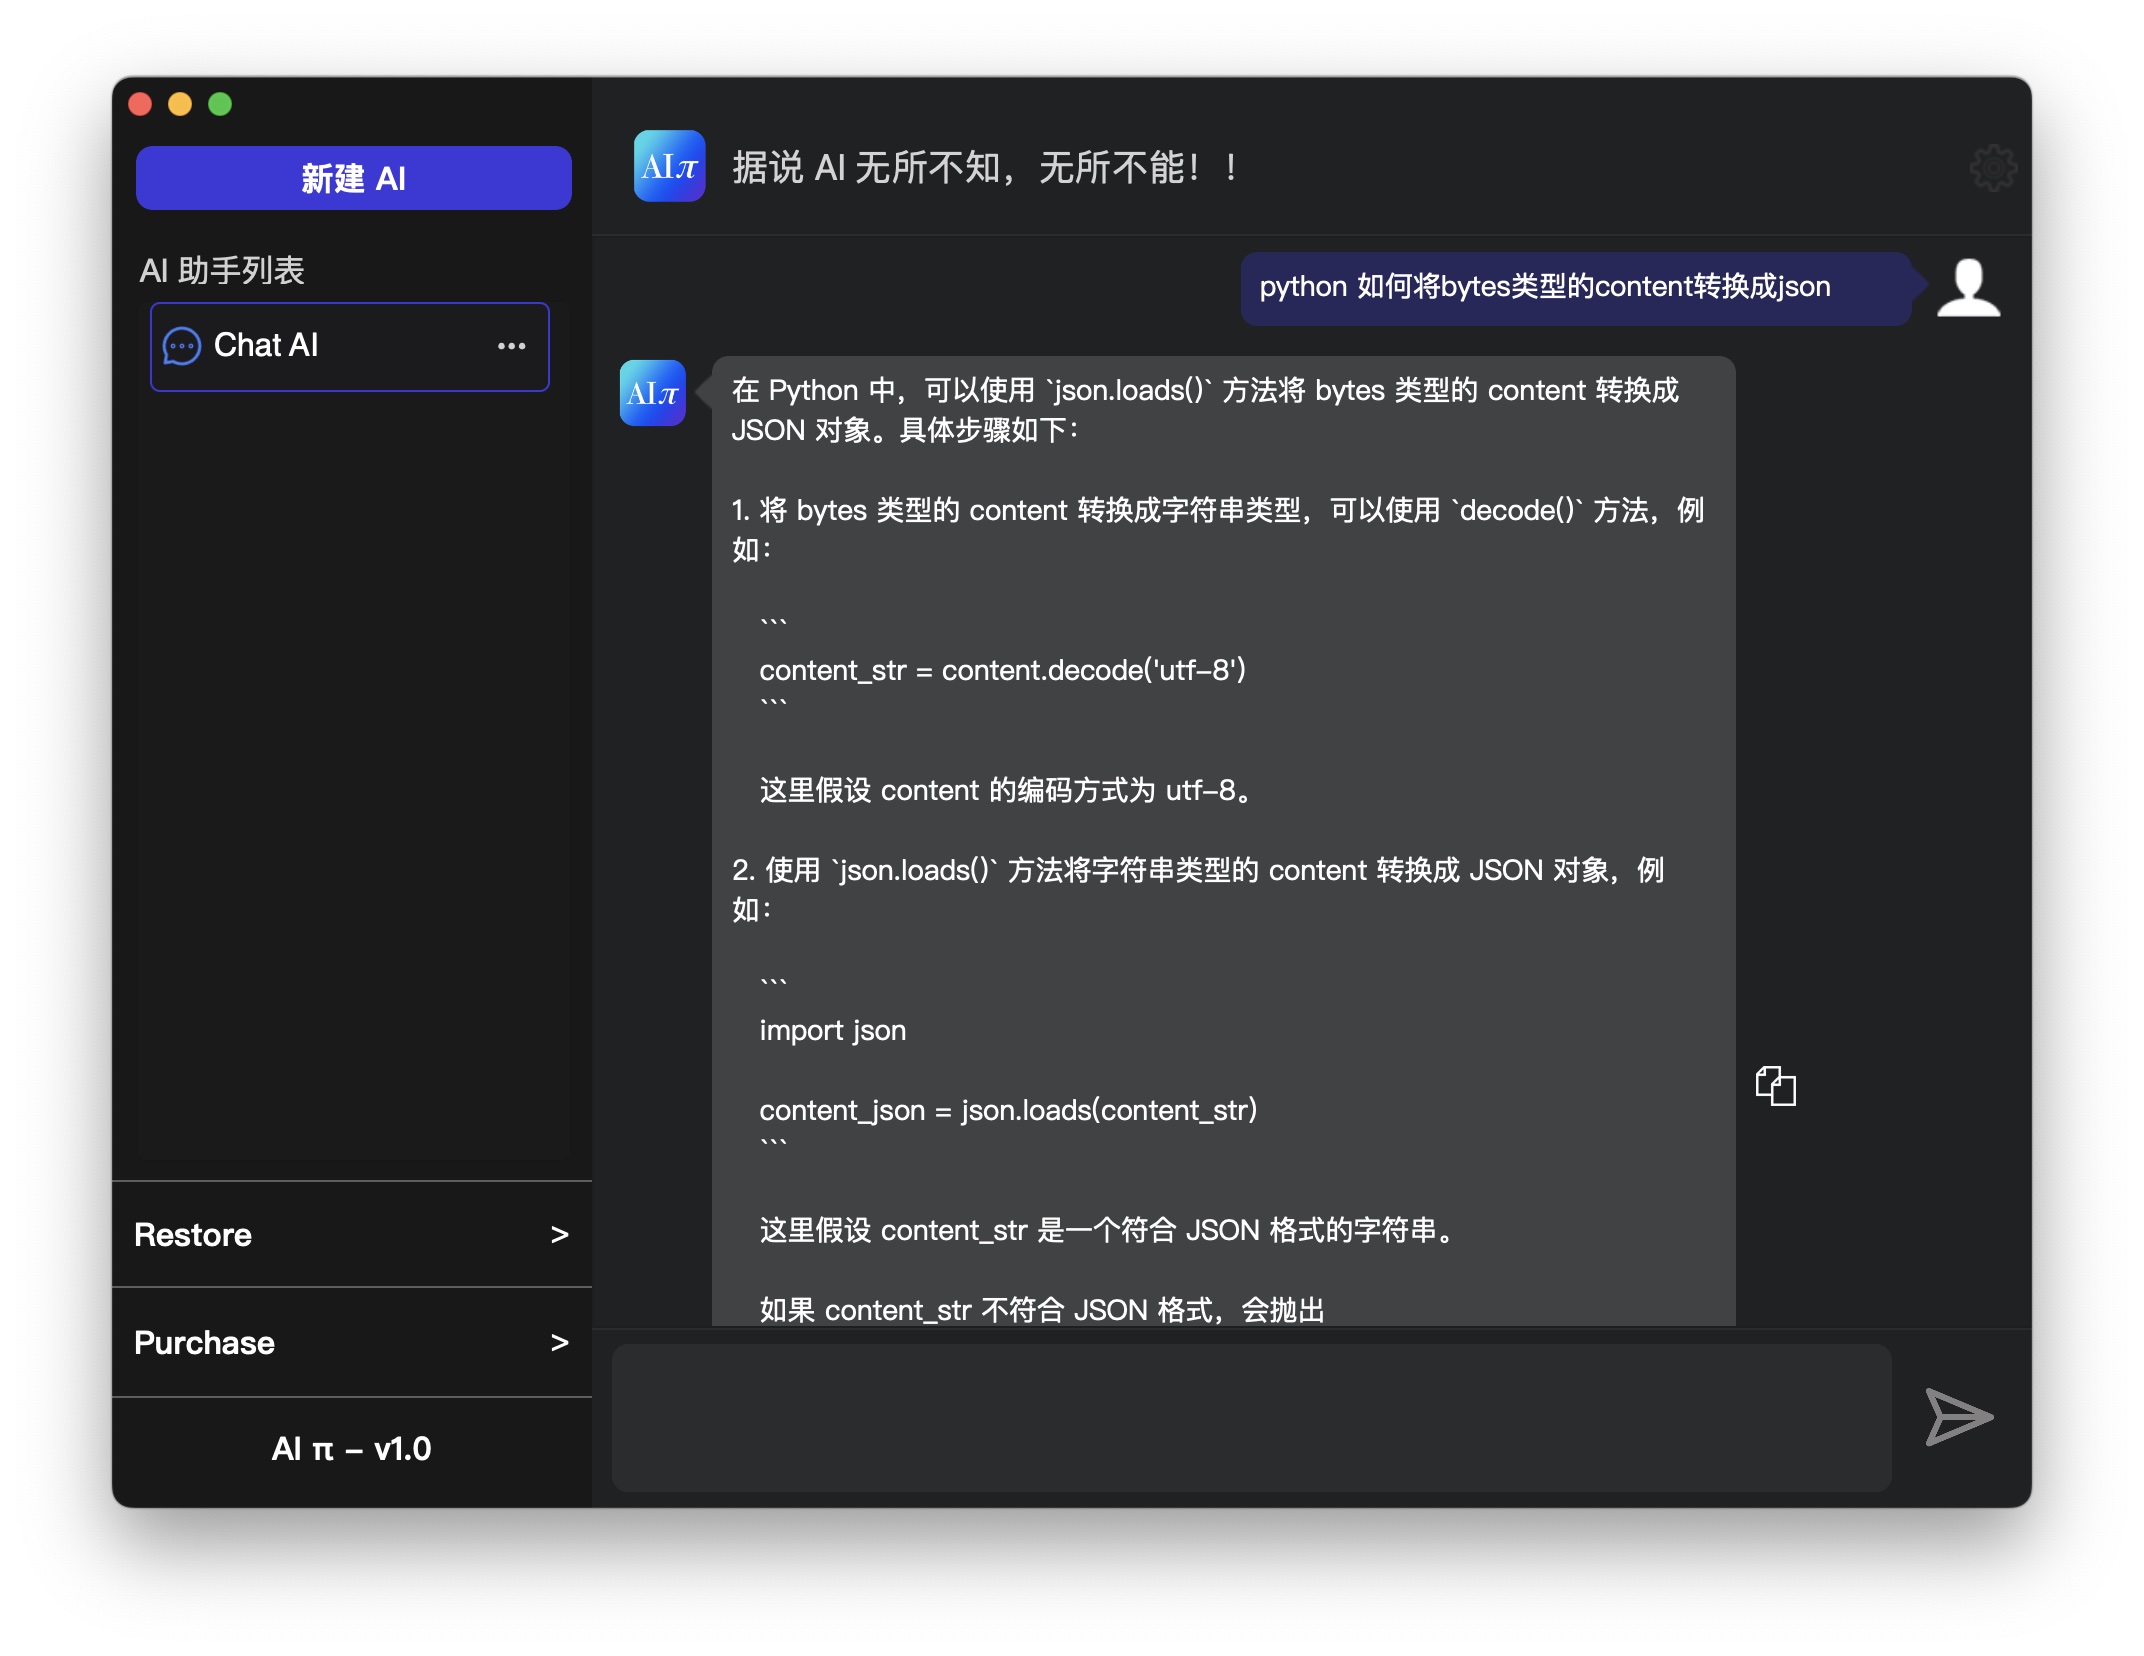 新建 AI
AI 助手列表
Chat AI
Restore >
Purchase >
AI π – v1.0
AIπ
据说 AI 无所不知，无所不能！！
python 如何将bytes类型的content转换成json
AIπ
在 Python 中，可以使用 `json.loads()` 方法将 bytes 类型的 content 转换成
JSON 对象。具体步骤如下：
1. 将 bytes 类型的 content 转换成字符串类型，可以使用 `decode()` 方法，例
如：
```
content_str = content.decode('utf-8')
```
这里假设 content 的编码方式为 utf-8。
2. 使用 `json.loads()` 方法将字符串类型的 content 转换成 JSON 对象，例
如：
```
import json
content_json = json.loads(content_str)
```
这里假设 content_str 是一个符合 JSON 格式的字符串。
如果 content_str 不符合 JSON 格式，会抛出